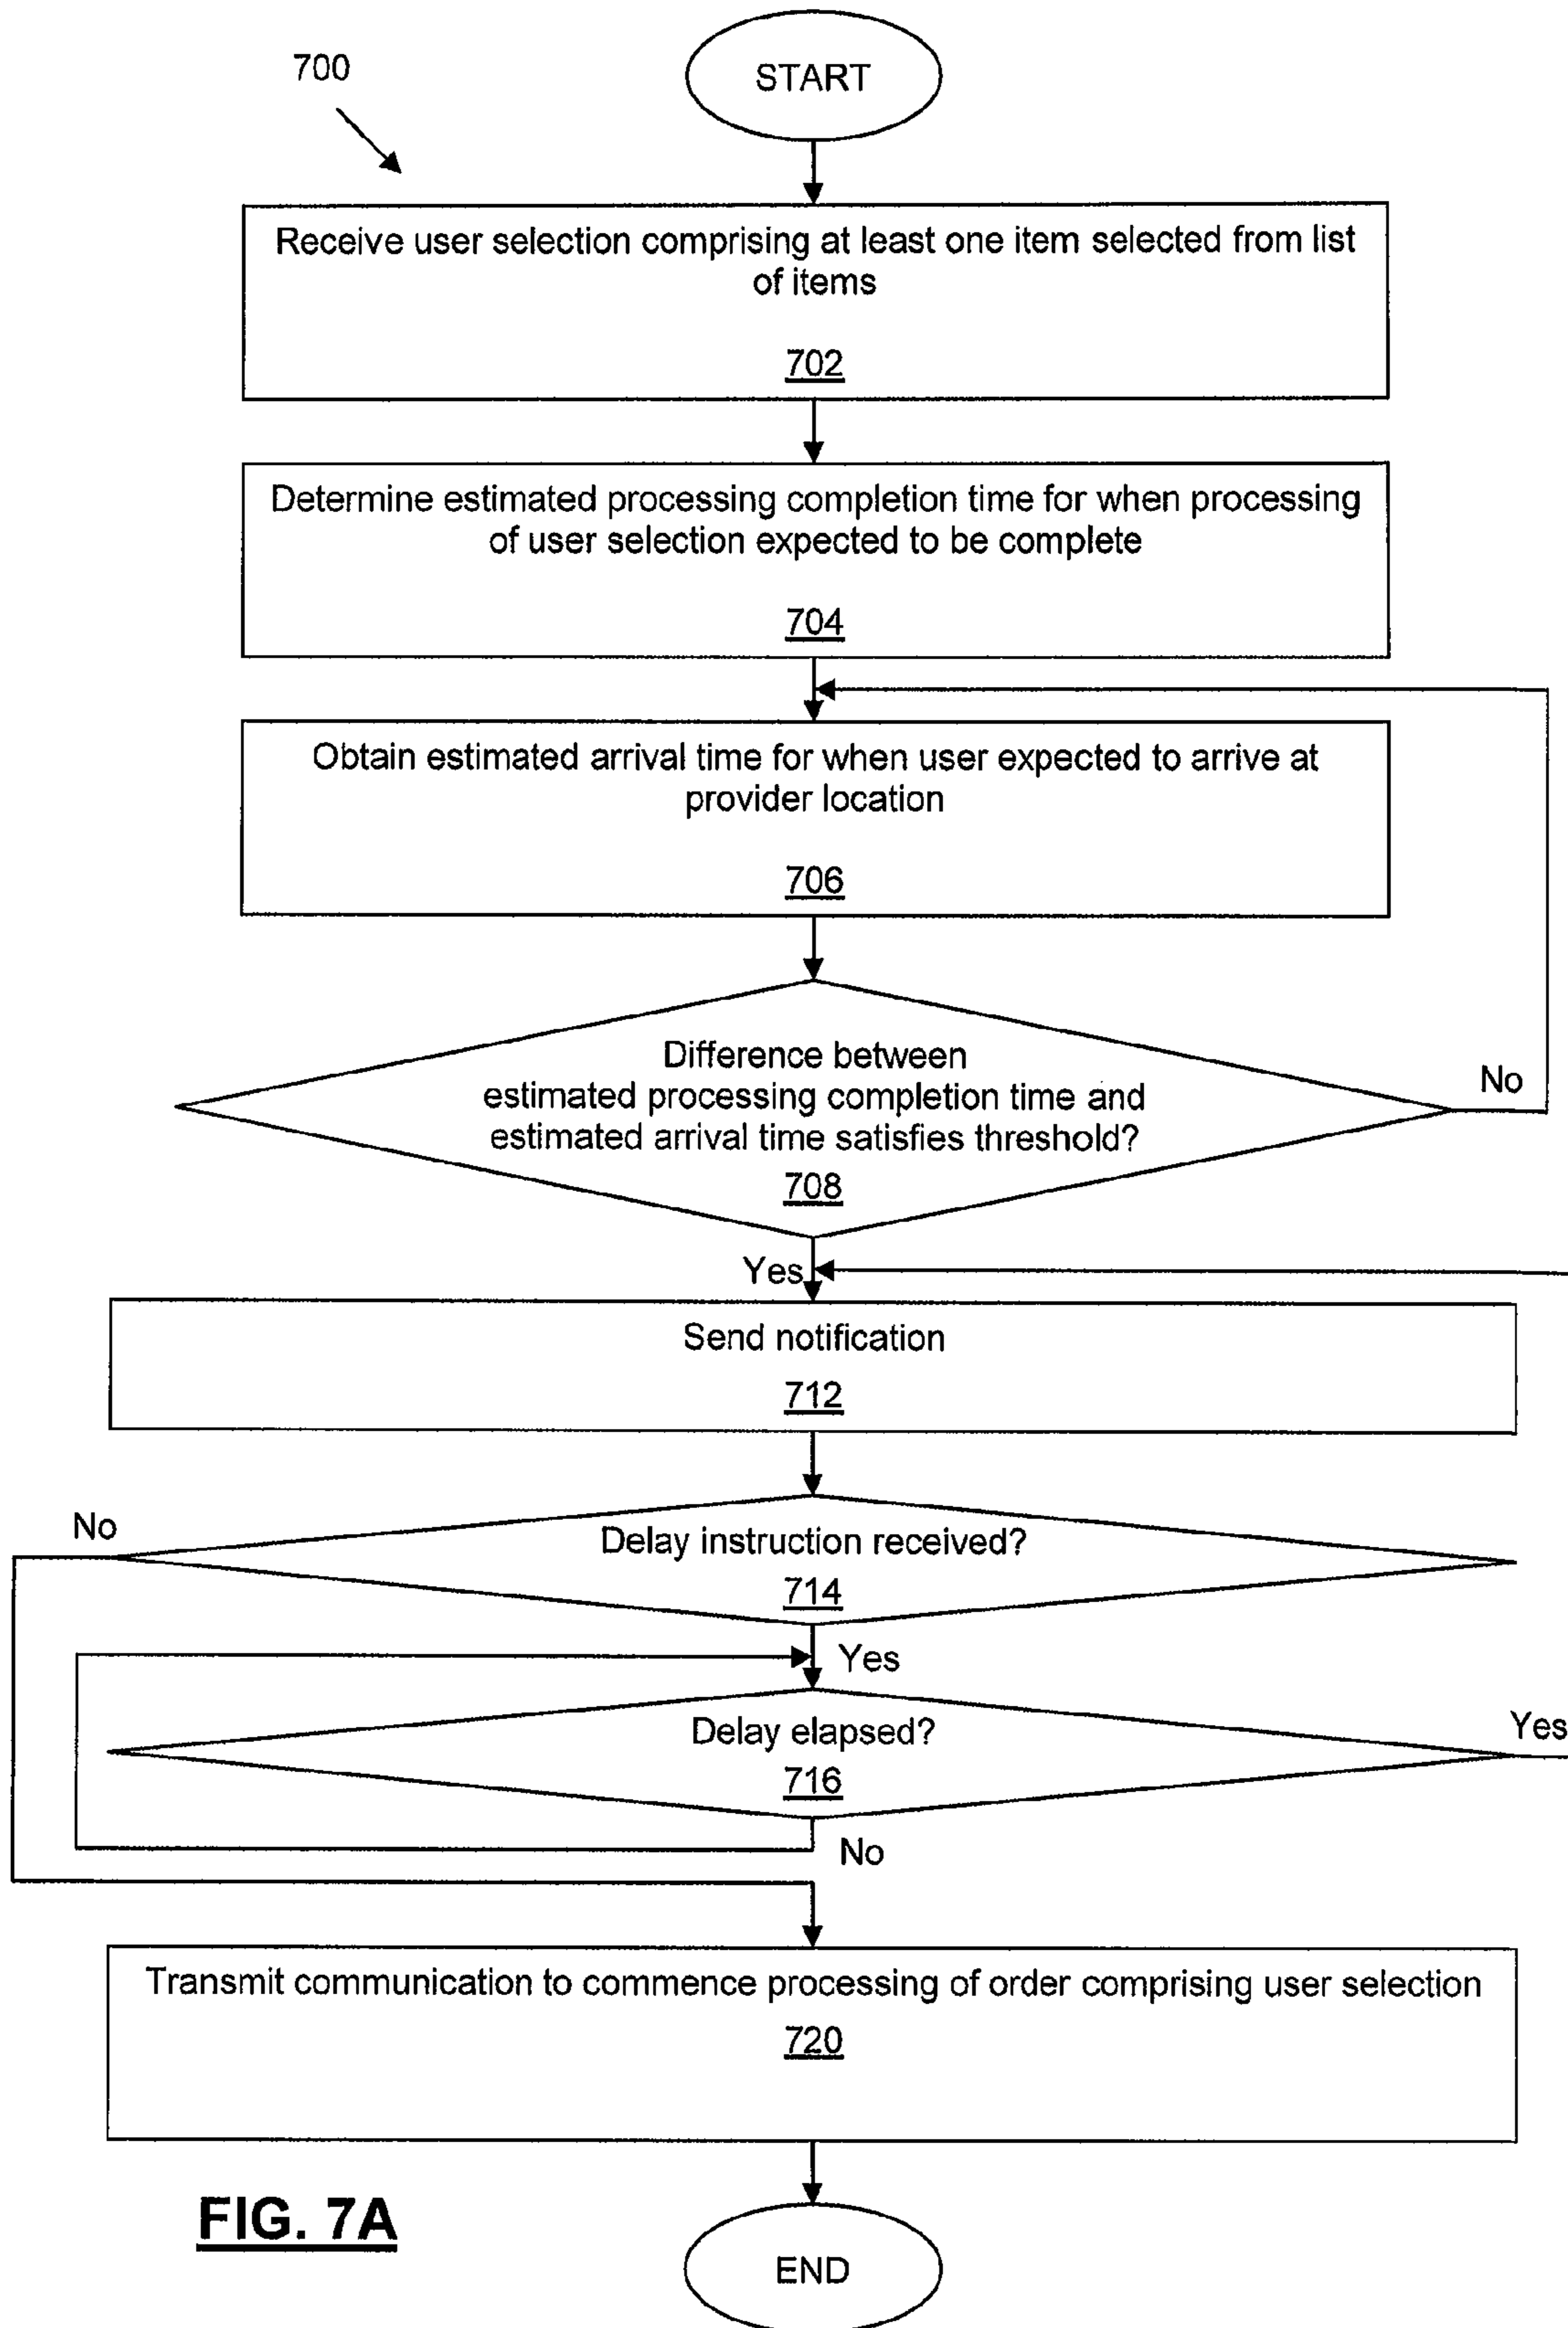 700
START
Receive user selection comprising at least one item selected from list
of items
702
Determine estimated processing completion time for when processing
of user selection expected to be complete
704
Obtain estimated arrival time for when user expected to arrive at
provider location
706
Difference between
estimated processing completion time and
estimated arrival time satisfies threshold?
708
No
Yes
Send notification
712
No
Delay instruction received?
714
Yes
Delay elapsed?
716
Yes
No
Transmit communication to commence processing of order comprising user selection
720
FIG. 7A
END